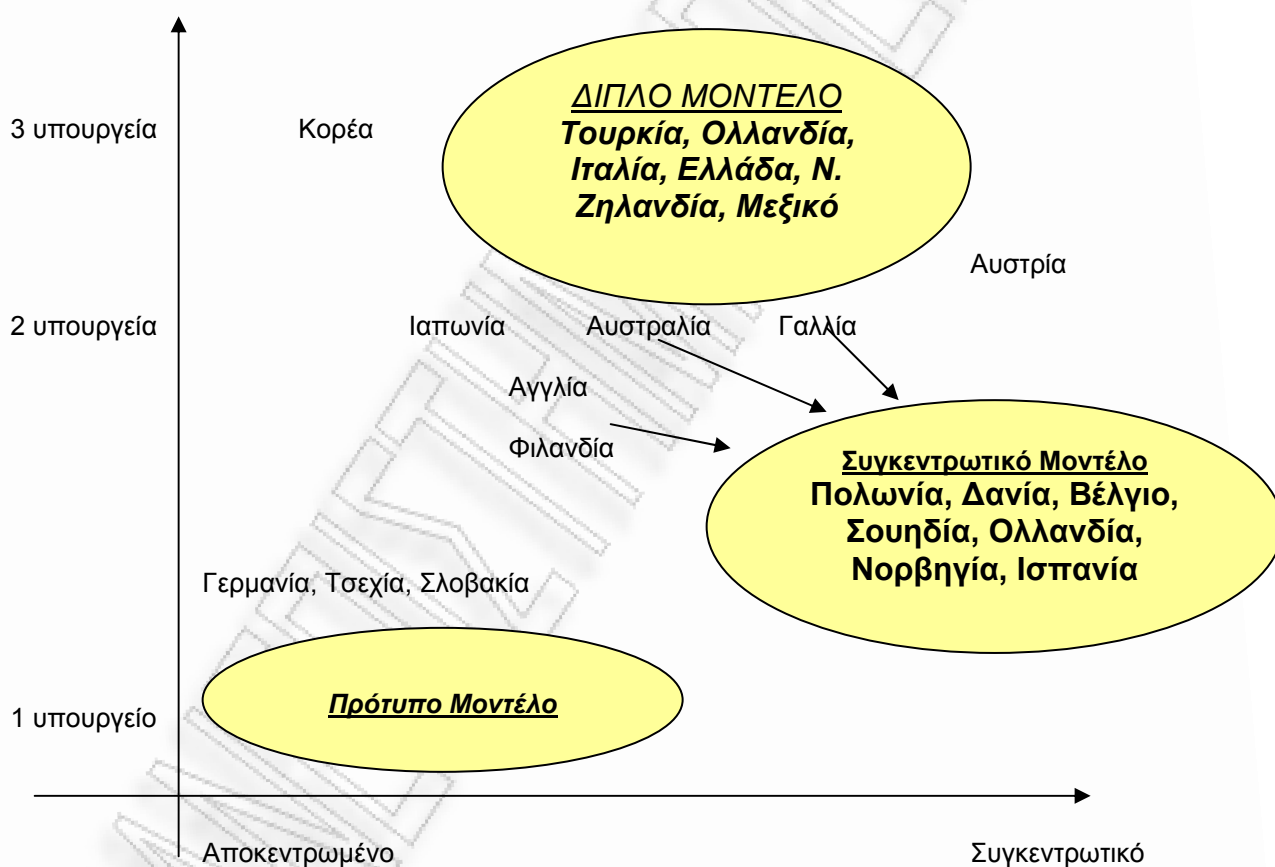 ΔΙΠΛΟ ΜΟΝΤΕΛΟ
3 υπουργεία
Κορέα
Τουρκία, Ολλανδία,
Ιταλία, Ελλάδα, Ν.
Ζηλανδία, Μεξικό
Αυστρία
2 υπουργεία
Ιαπωνία
Αυστραλία
Γαλλία
Αγγλία
Φιλανδία
Συγκεντρωτικό Μοντέλο
Πολωνία, Δανία, Βέλγιο,
Σουηδία, Ολλανδία,
Νορβηγία, Ισπανία
Γερμανία, Τσεχία, Σλοβακία
Πρότυπο Μοντέλο
1 υπουργείο
Αποκεντρωμένο
Συγκεντρωτικό